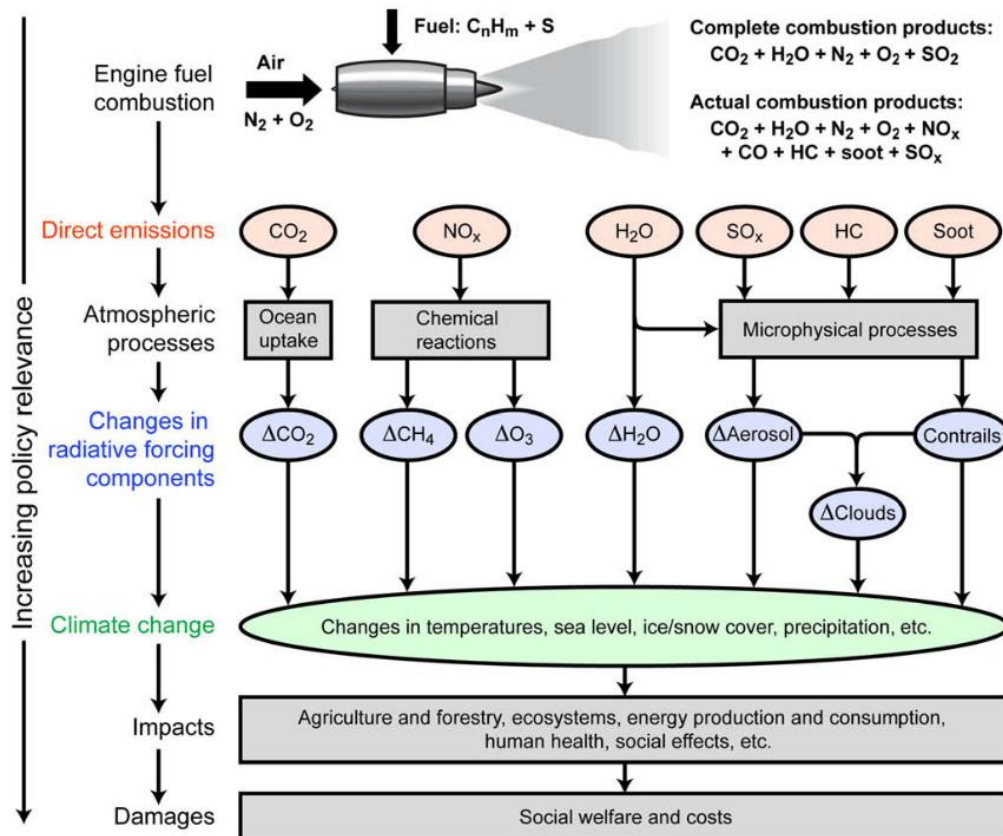 Increasing policy relevance
Engine fuel
combustion
Air
N₂ + O₂
Fuel: CₙHₘ + S
Complete combustion products:
CO₂ + H₂O + N₂ + O₂ + SO₂
Actual combustion products:
CO₂ + H₂O + N₂ + O₂ + NOₓ
+ CO + HC + soot + SOₓ
Direct emissions
CO₂
NOₓ
H₂O
SOₓ
HC
Soot
Atmospheric
processes
Ocean
uptake
Chemical
reactions
Microphysical processes
Changes in
radiative forcing
components
ΔCO₂
ΔCH₄
ΔO₃
ΔH₂O
ΔAerosol
Contrails
ΔClouds
Climate change
Changes in temperatures, sea level, ice/snow cover, precipitation, etc.
Impacts
Agriculture and forestry, ecosystems, energy production and consumption,
human health, social effects, etc.
Damages
Social welfare and costs